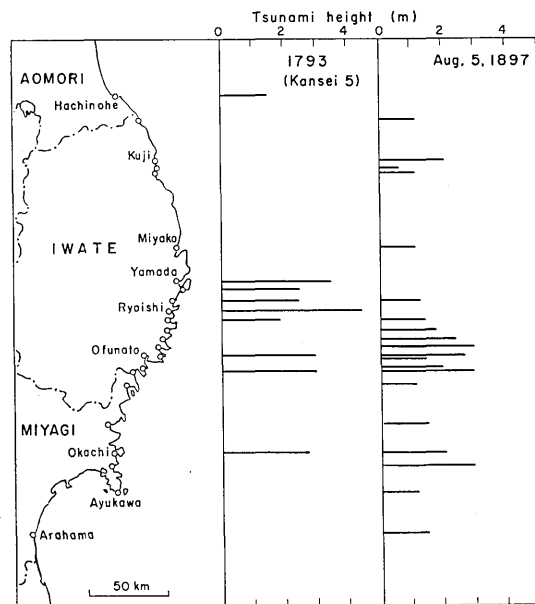 Tsunami height (m)
0 2 4 0 2 4
1793
(Kansei 5)
Aug. 5, 1897
AOMORI
Hachinohe
Kuji
Miyako
IWATE
Yamada
Ryoishi
Ofunato
MIYAGI
Okachi
Ayukawa
Arahama
50 km